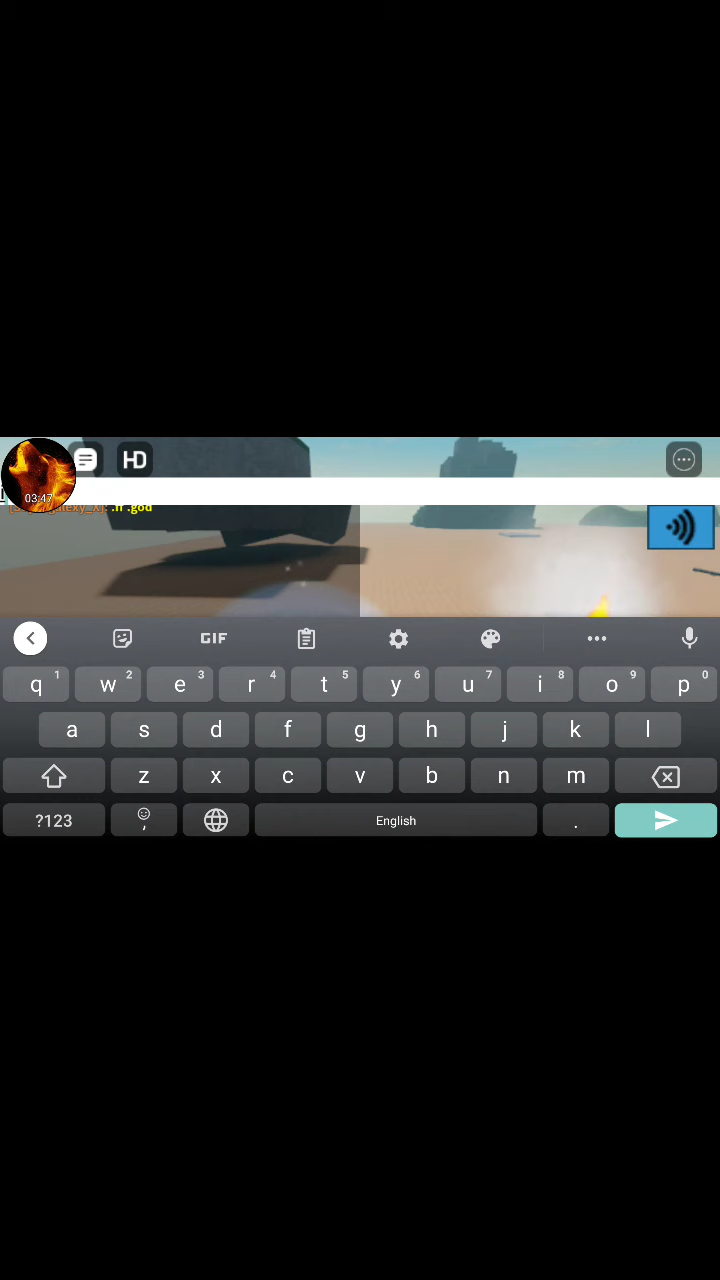 HD
03:47
.ff .god
GIF
q 1 w 2 e 3 r 4 t 5 y 6 u 7 i 8 o 9 p 0
a s d f g h j k l
z x c v b n m
?123 , English .